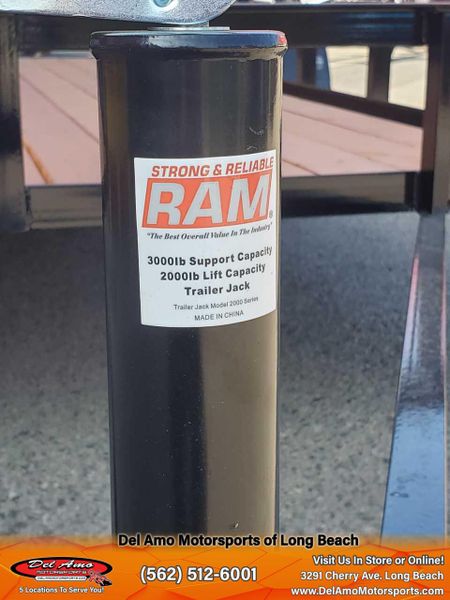 STRONG & RELIABLE
RAM®
"The Best Overall Value In The Industry"
3000lb Support Capacity
2000lb Lift Capacity
Trailer Jack
Trailer Jack Model 2000 Series
MADE IN CHINA
Del Amo Motorsports of Long Beach
Del Amo
5 Locations To Serve You!
(562) 512-6001
Visit Us In Store or Online!
3291 Cherry Ave. Long Beach
www.DelAmoMotorsports.com